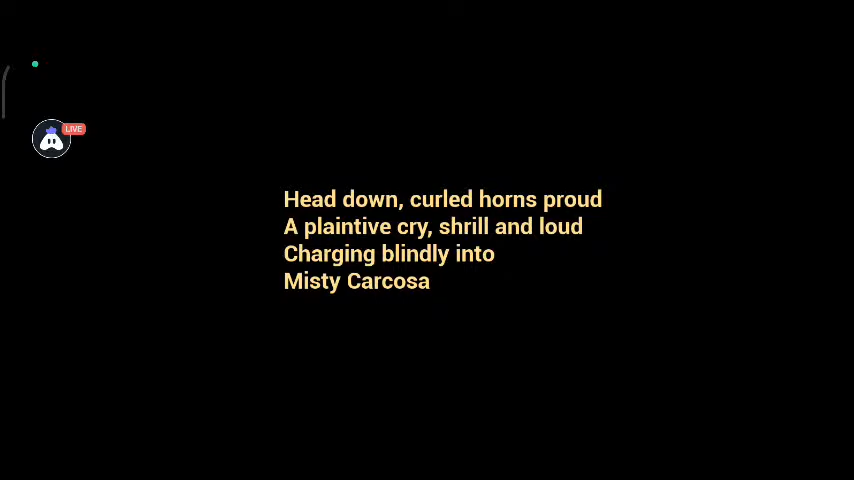 LIVE
Head down, curled horns proud
A plaintive cry, shrill and loud
Charging blindly into
Misty Carcosa